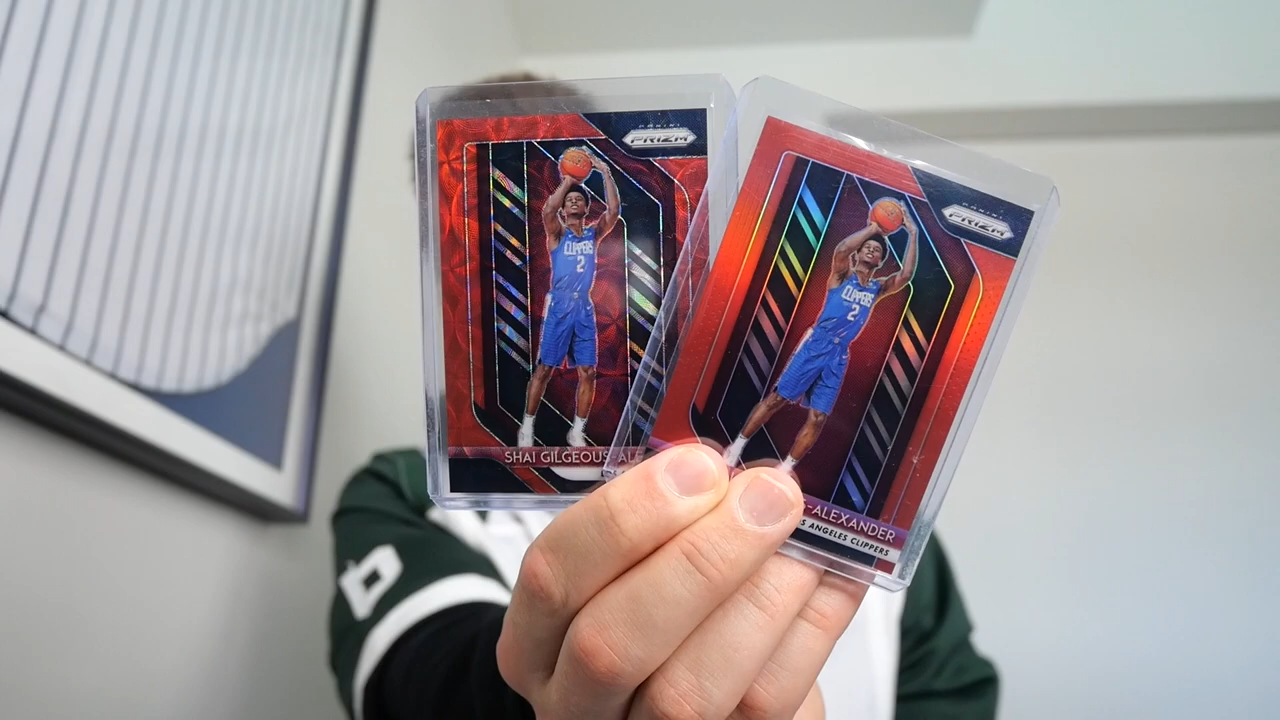 PANINI
PRIZM
CLIPPERS
2
SHAI GILGEOUS-ALE
PANINI
PRIZM
CLIPPERS
2
-ALEXANDER
S ANGELES CLIPPERS